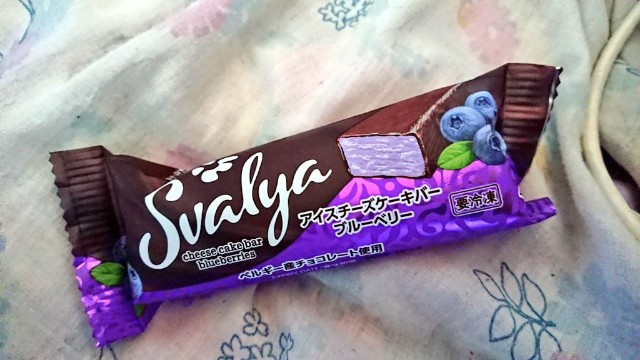 Svalya
cheese cake bar
blueberries
アイスチーズケーキバー
ブルーベリー
要冷凍
ベルギー産チョコレート使用